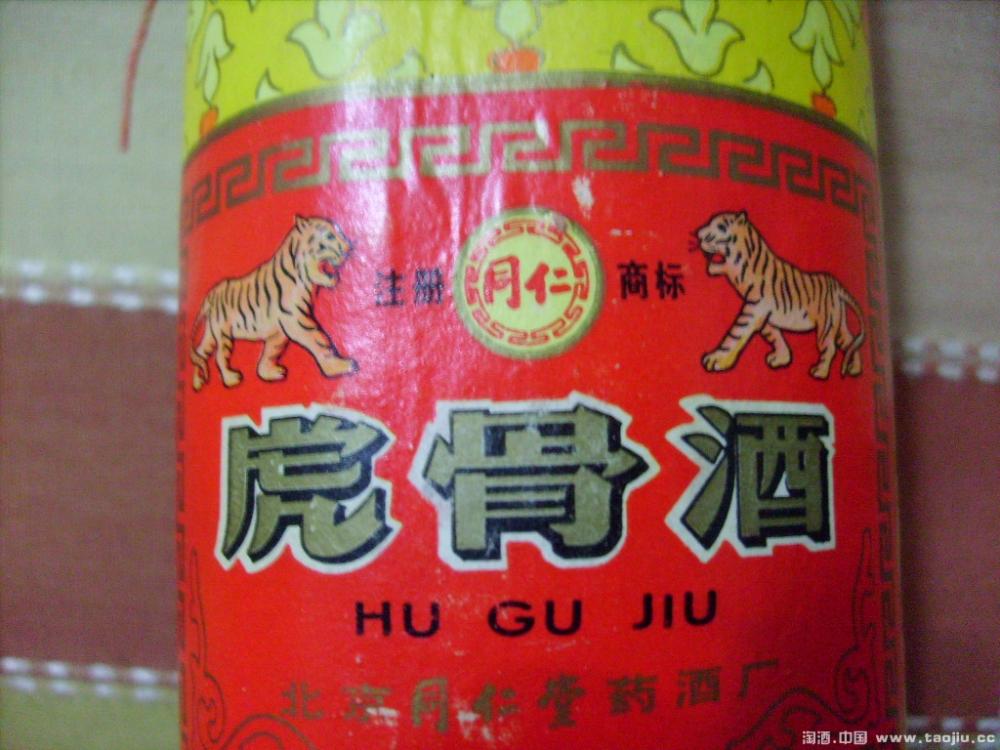 注册 同仁 商标
虎骨酒
HU GU JIU
北京同仁堂药酒厂
淘酒.中国 www.taojiu.cc